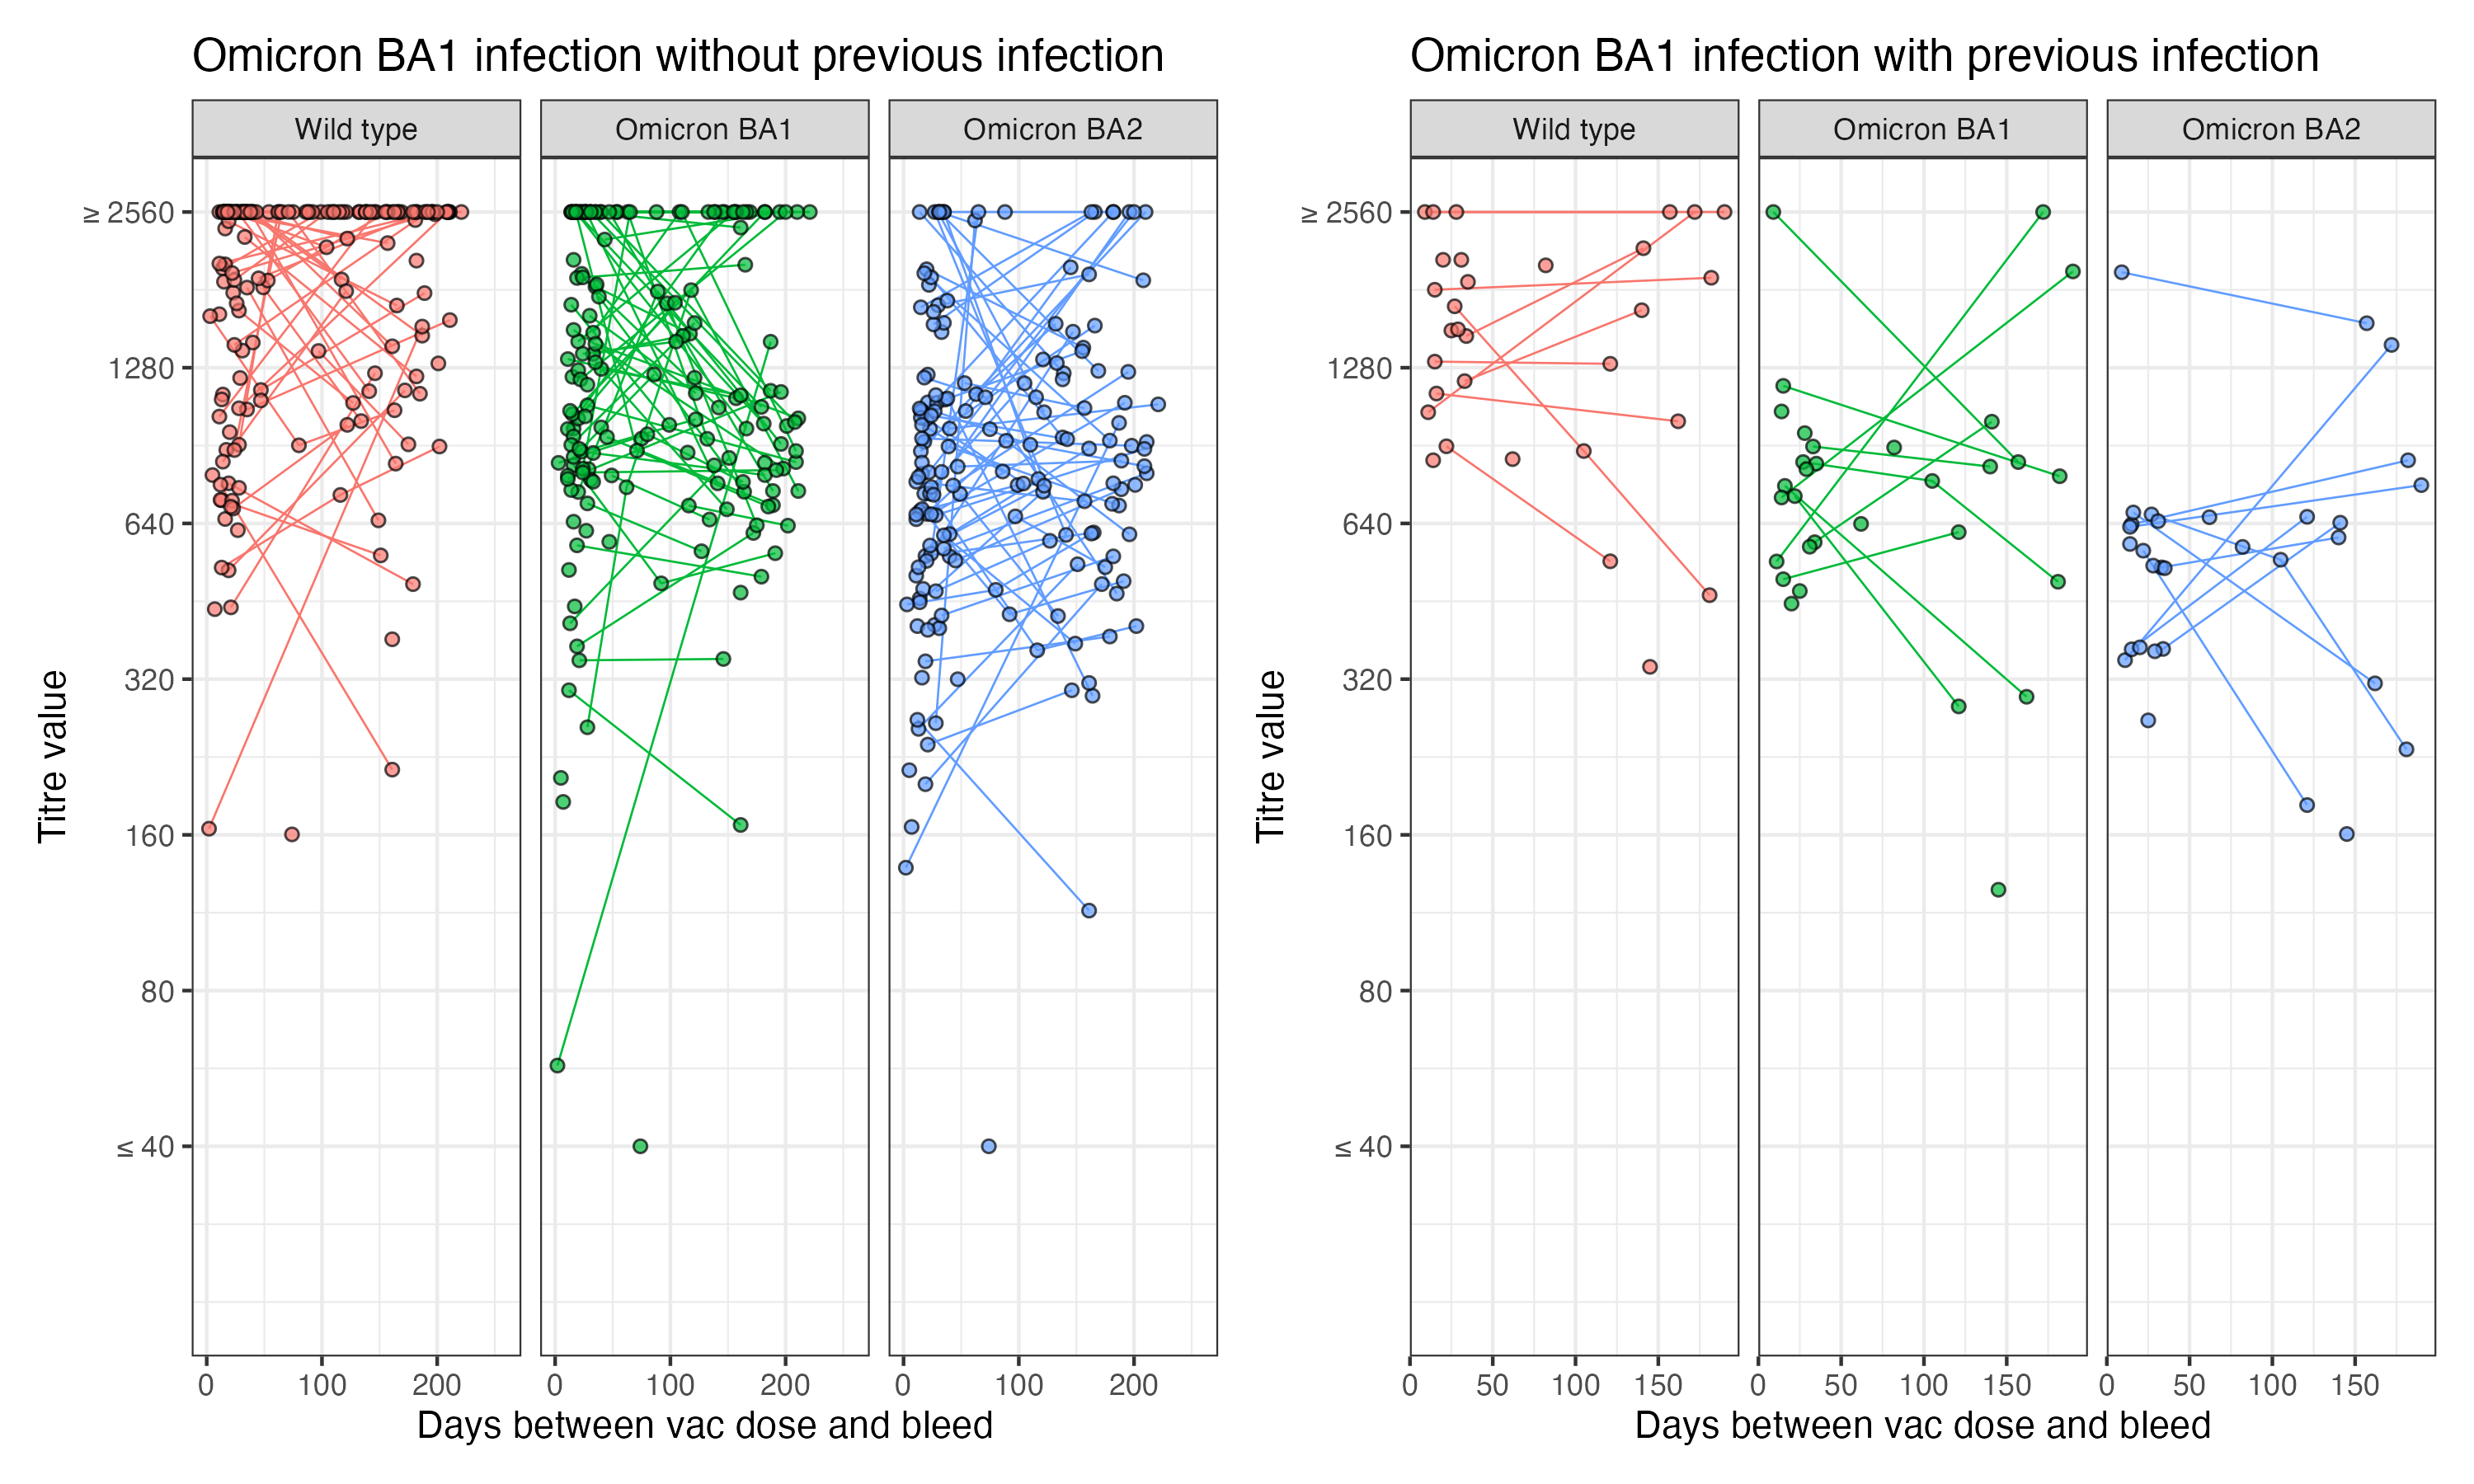 Omicron BA1 infection without previous infection
Wild type
Omicron BA1
Omicron BA2
Titre value
≥ 2560
1280
640
320
160
80
≤ 40
0 100 200
0 100 200
0 100 200
Days between vac dose and bleed
Omicron BA1 infection with previous infection
Wild type
Omicron BA1
Omicron BA2
Titre value
≥ 2560
1280
640
320
160
80
≤ 40
0 50 100 150
0 50 100 150
0 50 100 150
Days between vac dose and bleed